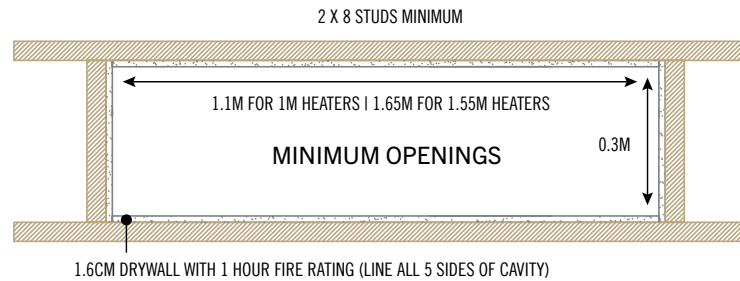 2 X 8 STUDS MINIMUM
1.1M FOR 1M HEATERS | 1.65M FOR 1.55M HEATERS
0.3M
MINIMUM OPENINGS
1.6CM DRYWALL WITH 1 HOUR FIRE RATING (LINE ALL 5 SIDES OF CAVITY)